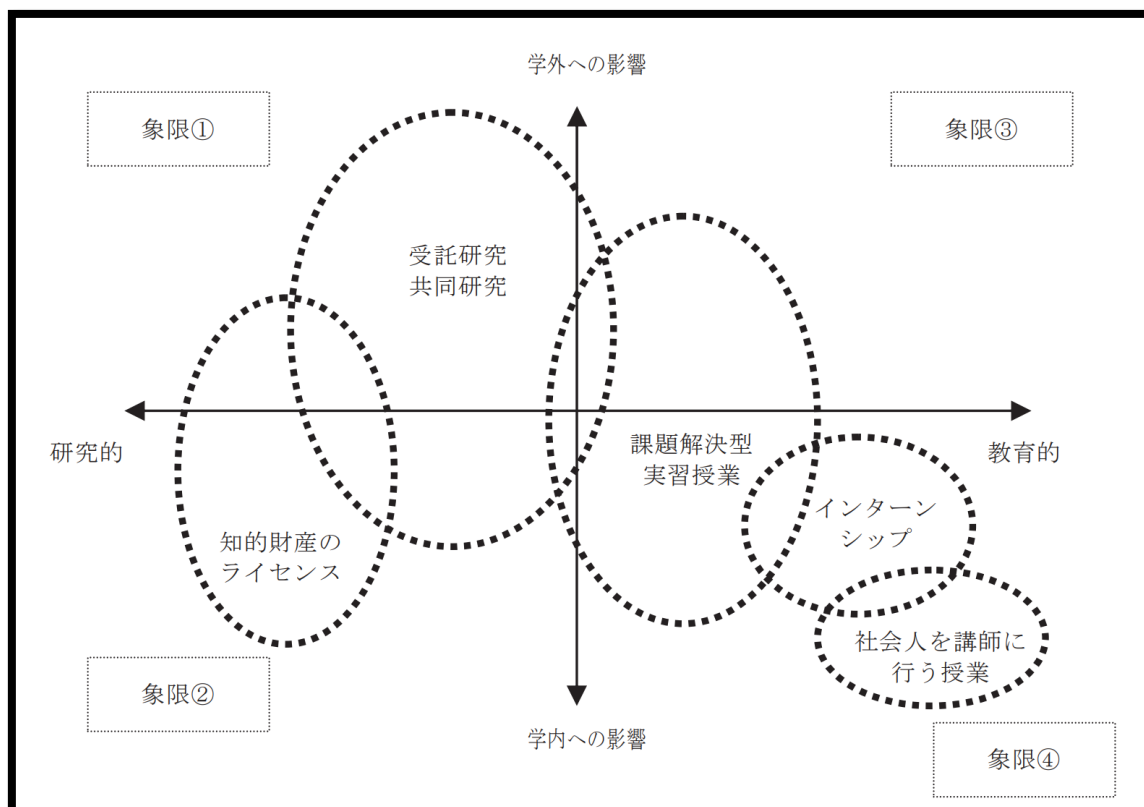 学外への影響
象限①
象限③
受託研究
共同研究
研究的
課題解決型
実習授業
教育的
インターン
シップ
知的財産の
ライセンス
社会人を講師に
行う授業
象限②
学内への影響
象限④